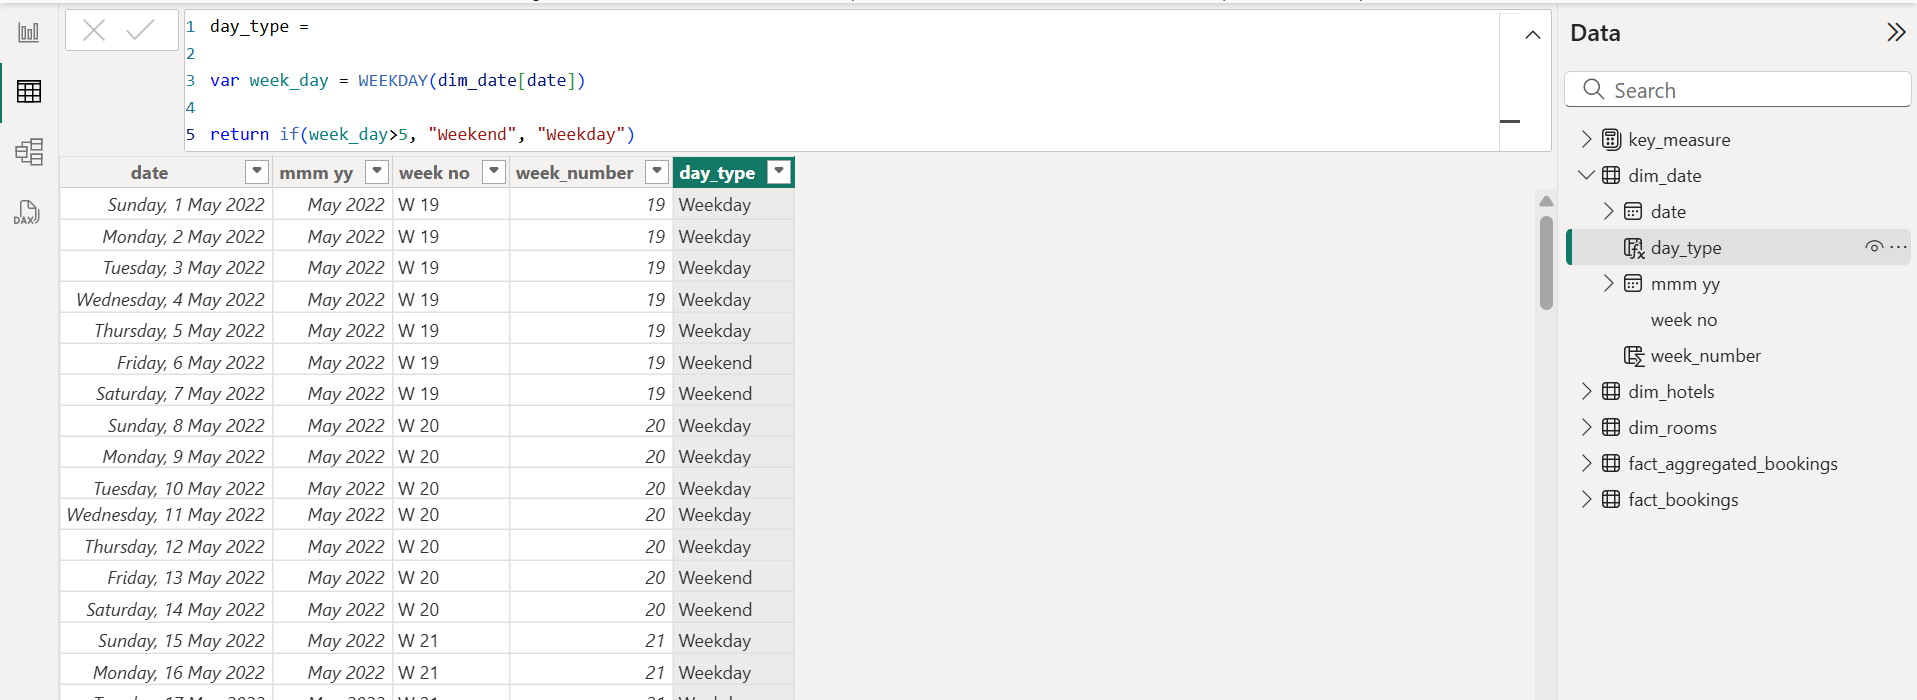 1 day_type =
2
3 var week_day = WEEKDAY(dim_date[date])
4
5 return if(week_day>5, "Weekend", "Weekday")
date mmm yy week no week_number day_type
Sunday, 1 May 2022 May 2022 W 19 19 Weekday
Monday, 2 May 2022 May 2022 W 19 19 Weekday
Tuesday, 3 May 2022 May 2022 W 19 19 Weekday
Wednesday, 4 May 2022 May 2022 W 19 19 Weekday
Thursday, 5 May 2022 May 2022 W 19 19 Weekday
Friday, 6 May 2022 May 2022 W 19 19 Weekend
Saturday, 7 May 2022 May 2022 W 19 19 Weekend
Sunday, 8 May 2022 May 2022 W 20 20 Weekday
Monday, 9 May 2022 May 2022 W 20 20 Weekday
Tuesday, 10 May 2022 May 2022 W 20 20 Weekday
Wednesday, 11 May 2022 May 2022 W 20 20 Weekday
Thursday, 12 May 2022 May 2022 W 20 20 Weekday
Friday, 13 May 2022 May 2022 W 20 20 Weekend
Saturday, 14 May 2022 May 2022 W 20 20 Weekend
Sunday, 15 May 2022 May 2022 W 21 21 Weekday
Monday, 16 May 2022 May 2022 W 21 21 Weekday
DAX
Data
Search
key_measure
dim_date
date
day_type
mmm yy
week no
week_number
dim_hotels
dim_rooms
fact_aggregated_bookings
fact_bookings